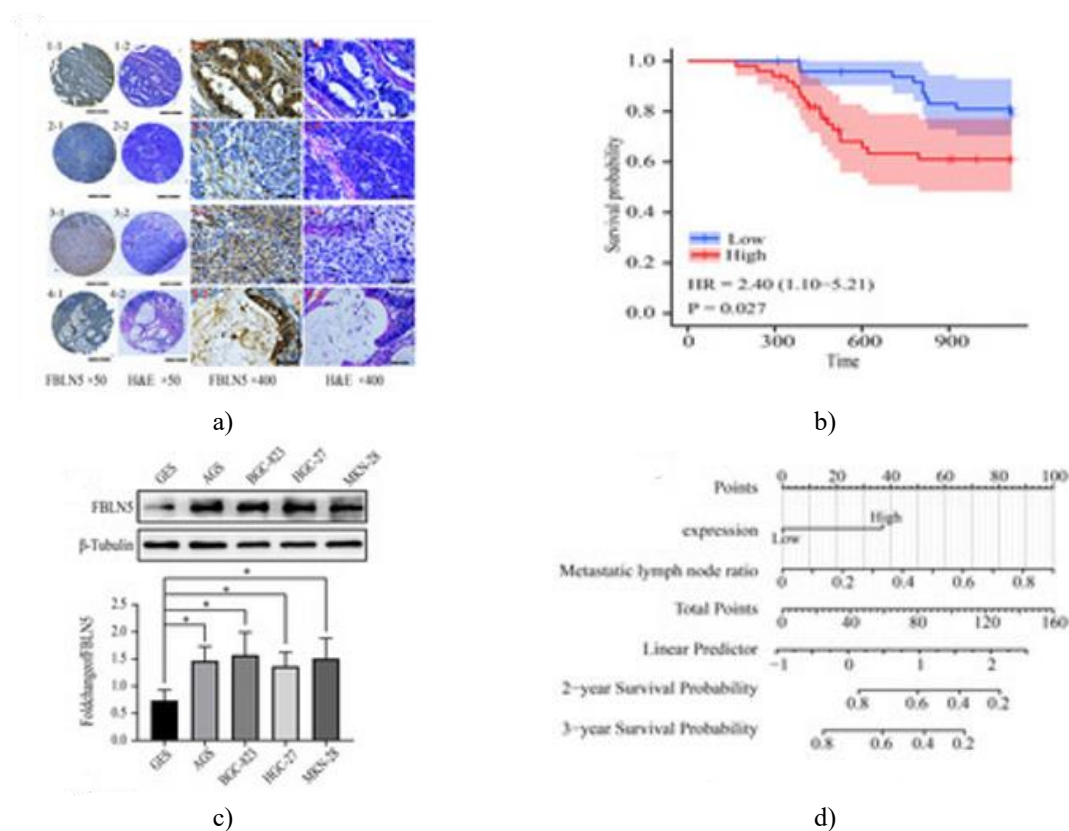 1-1 1-2
2-1 2-2
3-1 3-2
4-1 4-2
FBLN5 ×50 H&E ×50 FBLN5 ×400 H&E ×400
a)
1.0
0.8
0.6
0.4
0.2
0.0
Survival probability
Low
High
HR = 2.40 (1.10−5.21)
P = 0.027
0 300 600 900
Time
b)
GES AGS BGC-823 HGC-27 MKN-28
FBLN5
β-Tubulin
* * * *
FoldchangeofFBLN5
2.5
2.0
1.5
1.0
0.5
0.0
GES AGS BGC-823 HGC-27 MKN-28
c)
Points 0 20 40 60 80 100
expression Low High
Metastatic lymph node ratio 0 0.2 0.4 0.6 0.8
Total Points 0 40 80 120 160
Linear Predictor −1 0 1 2
2-year Survival Probability 0.8 0.6 0.4 0.2
3-year Survival Probability 0.8 0.6 0.4 0.2
d)